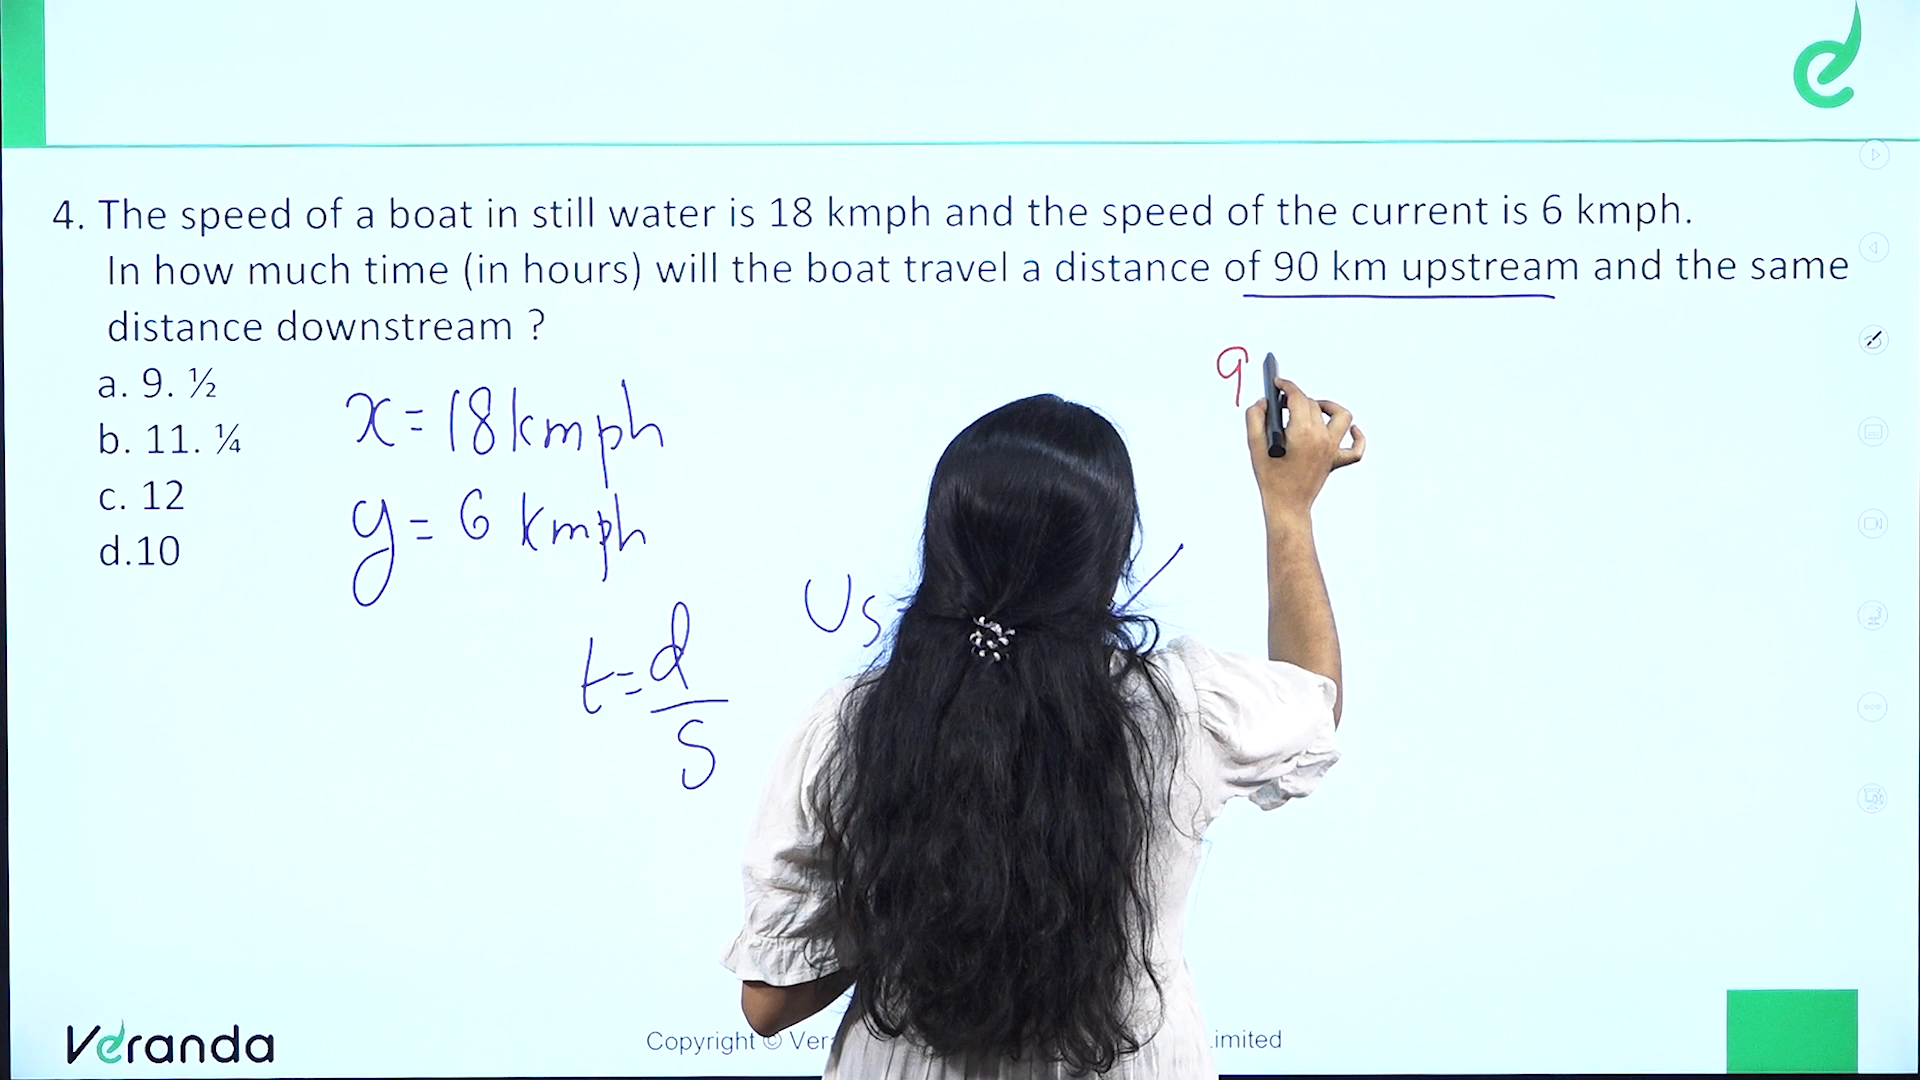 4. The speed of a boat in still water is 18 kmph and the speed of the current is 6 kmph.
In how much time (in hours) will the boat travel a distance of 90 km upstream and the same
distance downstream ?
a. 9. ½
b. 11. ¼
c. 12
d.10
x = 18 kmph
y = 6 kmph
t = d
s
Us
9
Veranda
Copyright ©